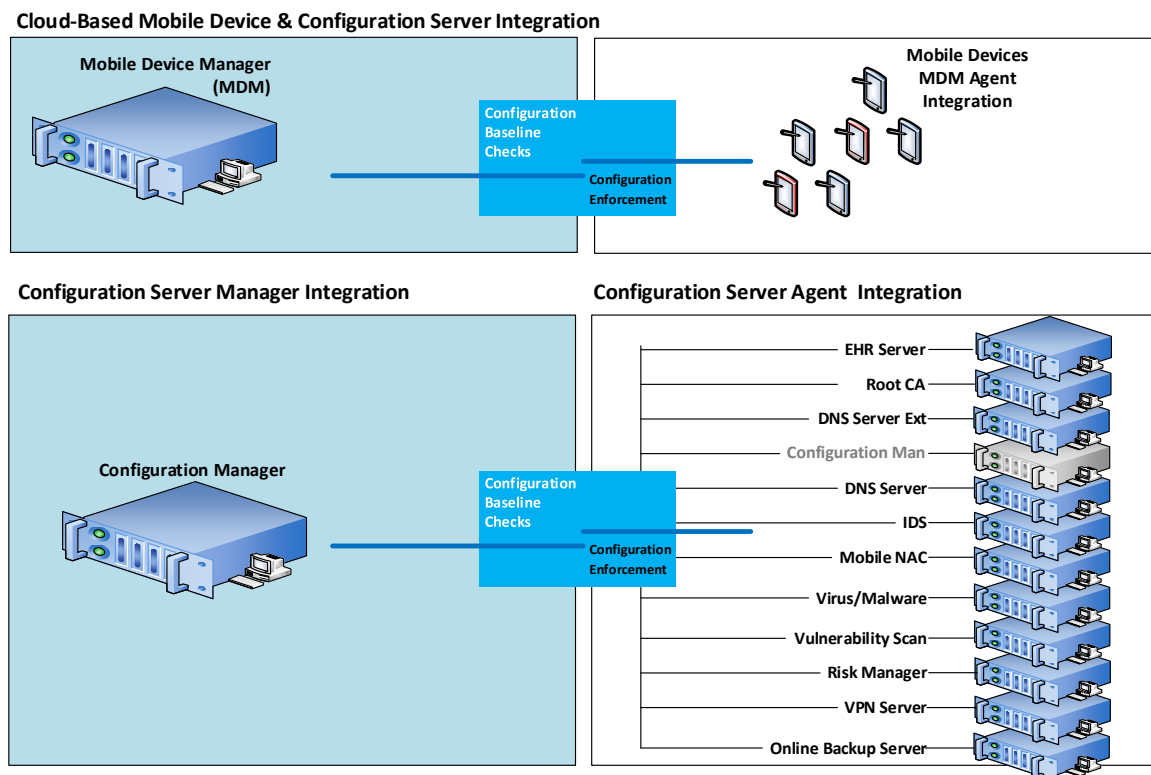 Cloud-Based Mobile Device & Configuration Server Integration
Mobile Device Manager
(MDM)
Configuration
Baseline
Checks
Configuration
Enforcement
Mobile Devices
MDM Agent
Integration
Configuration Server Manager Integration
Configuration Manager
Configuration
Baseline
Checks
Configuration
Enforcement
Configuration Server Agent Integration
EHR Server
Root CA
DNS Server Ext
Configuration Man
DNS Server
IDS
Mobile NAC
Virus/Malware
Vulnerability Scan
Risk Manager
VPN Server
Online Backup Server